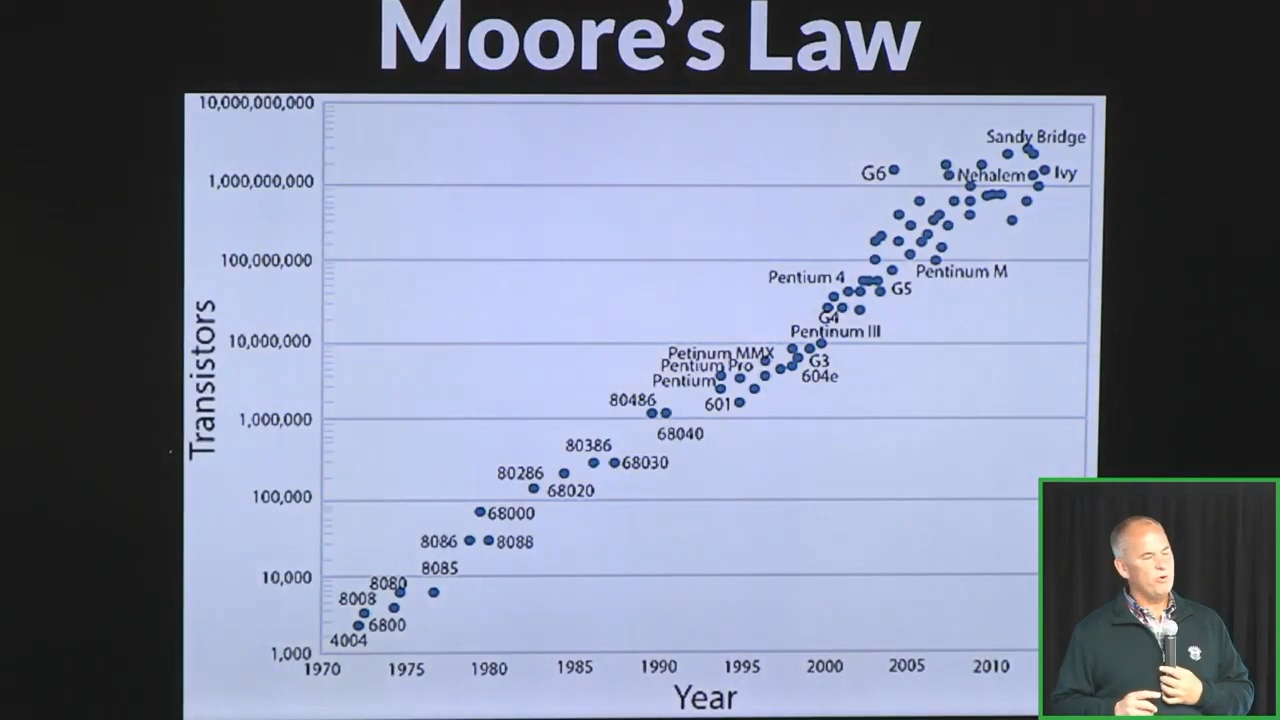 Moore's Law
10,000,000,000
1,000,000,000
100,000,000
10,000,000
1,000,000
100,000
10,000
1,000
Transistors
1970 1975 1980 1985 1990 1995 2000 2005 2010
Year
Sandy Bridge
G6
Nehalem
Ivy
Pentium 4
Pentinum M
G5
G4
Pentinum III
Petinum MMX
Pentium Pro
G3
Pentium
604e
80486
601
68040
80386
68030
80286
68020
68000
8086
8088
8085
8080
8008
6800
4004